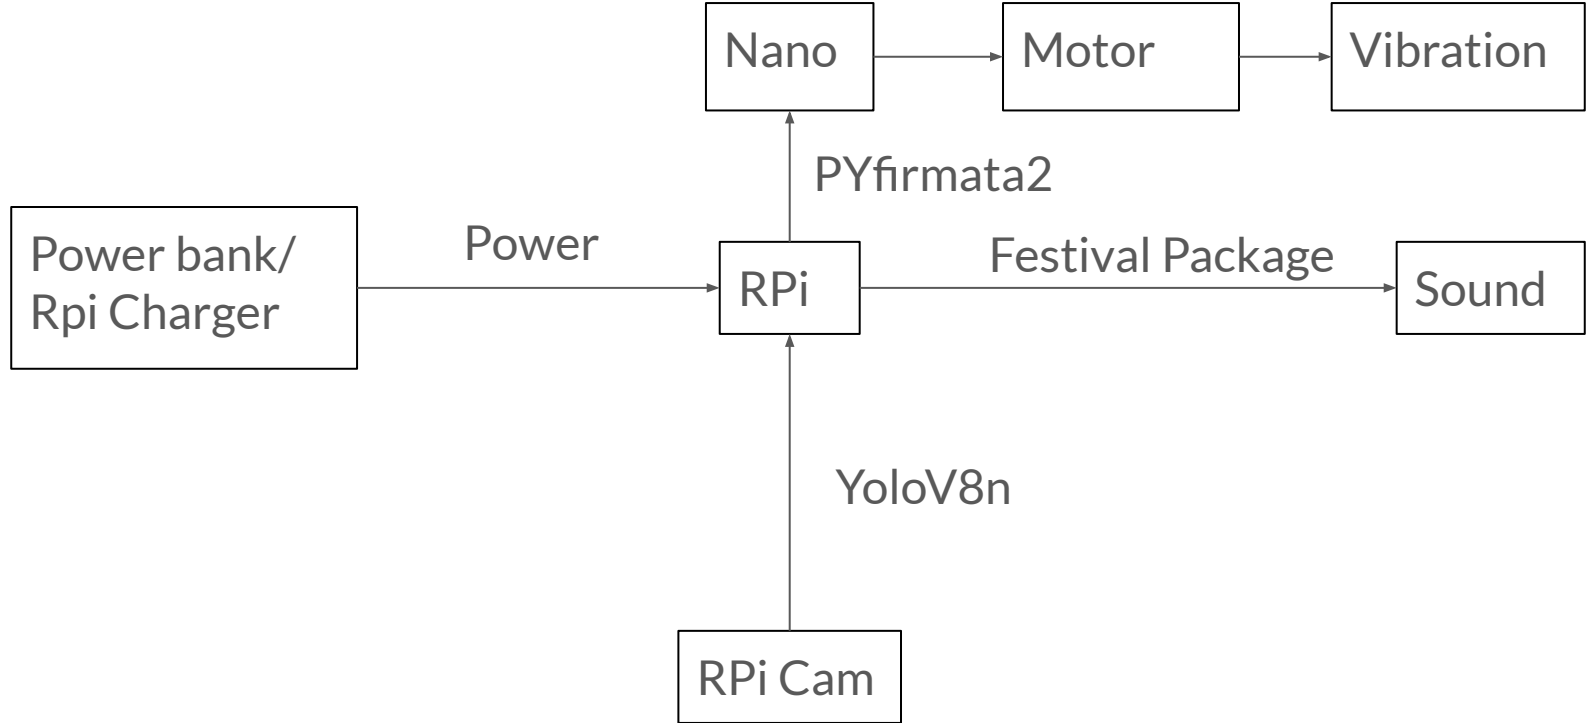 Nano
Motor
Vibration
PYfirmata2
Power bank/
Rpi Charger
Power
RPi
Festival Package
Sound
YoloV8n
RPi Cam